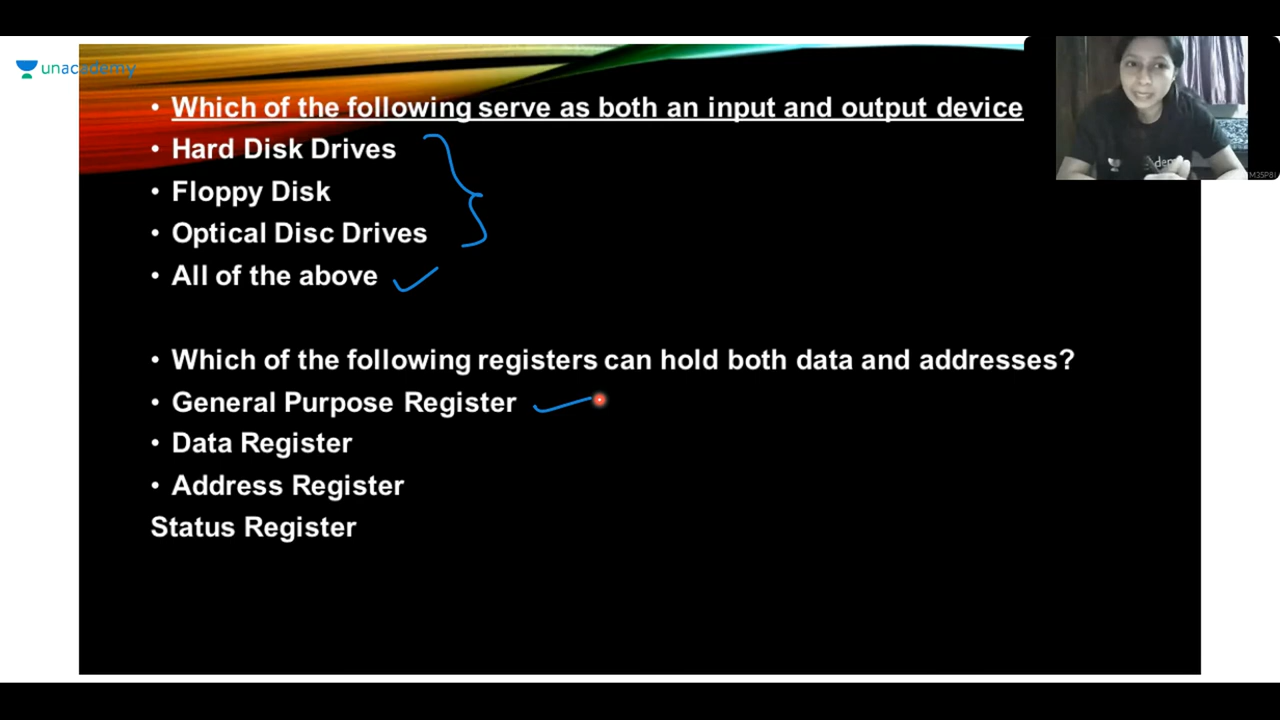 unacademy
• Which of the following serve as both an input and output device
• Hard Disk Drives
• Floppy Disk
• Optical Disc Drives
• All of the above
• Which of the following registers can hold both data and addresses?
• General Purpose Register
• Data Register
• Address Register
Status Register